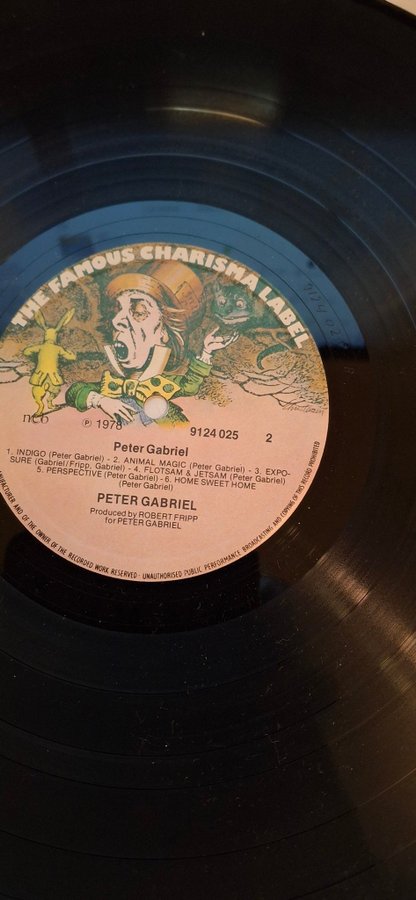 THE FAMOUS CHARISMA LABEL
ncb
℗ 1978
9124 025
2
Peter Gabriel
1. INDIGO (Peter Gabriel) - 2. ANIMAL MAGIC (Peter Gabriel) - 3. EXPO-
SURE (Gabriel/Fripp, Gabriel) - 4. FLOTSAM & JETSAM (Peter Gabriel)
5. PERSPECTIVE (Peter Gabriel) - 6. HOME SWEET HOME
(Peter Gabriel)
PETER GABRIEL
Produced by ROBERT FRIPP
for PETER GABRIEL
AND OF THE OWNER OF THE RECORDED WORK RESERVED · UNAUTHORISED PUBLIC PERFORMANCE, BROADCASTING AND COPYING OF THIS RECORD PROHIBITED